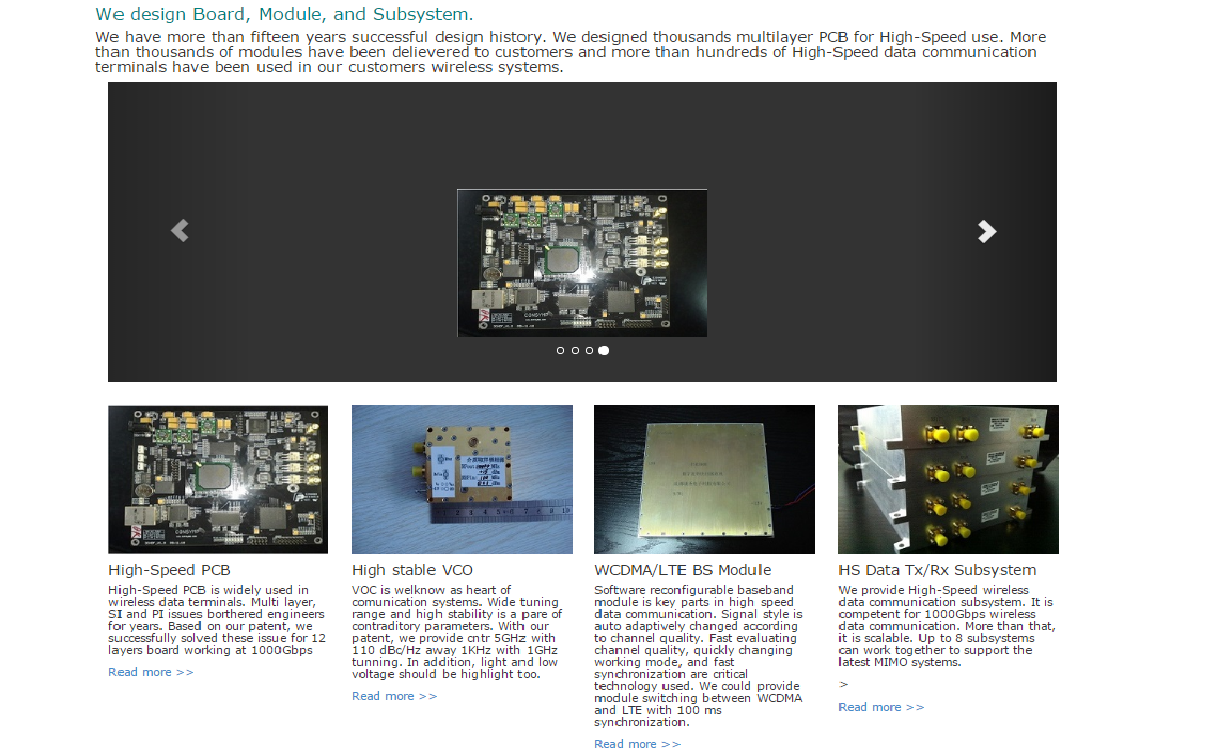 We design Board, Module, and Subsystem.
We have more than fifteen years successful design history. We designed thousands multilayer PCB for High-Speed use. More
than thousands of modules have been delievered to customers and more than hundreds of High-Speed data communication
terminals have been used in our customers wireless systems.
High-Speed PCB
High-Speed PCB is widely used in
wireless data terminals. Multi layer,
SI and PI issues borthered engineers
for years. Based on our patent, we
successfully solved these issue for 12
layers board working at 1000Gbps
Read more >>
High stable VCO
VOC is welknow as heart of
comunication systems. Wide tuning
range and high stability is a pare of
contraditory parameters. With our
patent, we provide cntr 5GHz with
110 dBc/Hz away 1KHz with 1GHz
tunning. In addition, light and low
voltage should be highlight too.
Read more >>
WCDMA/LTE BS Module
Software reconfigurable baseband
module is key parts in high speed
data communication. Signal style is
auto adaptively changed according
to channel quality. Fast evaluating
channel quality, quickly changing
working mode, and fast
synchronization are critical
technology used. We could provide
module switching between WCDMA
and LTE with 100 ms
synchronization.
Read more >>
HS Data Tx/Rx Subsystem
We provide High-Speed wireless
data communication subsystem. It is
competent for 1000Gbps wireless
data communication. More than that,
it is scalable. Up to 8 subsystems
can work together to support the
latest MIMO systems.
>
Read more >>